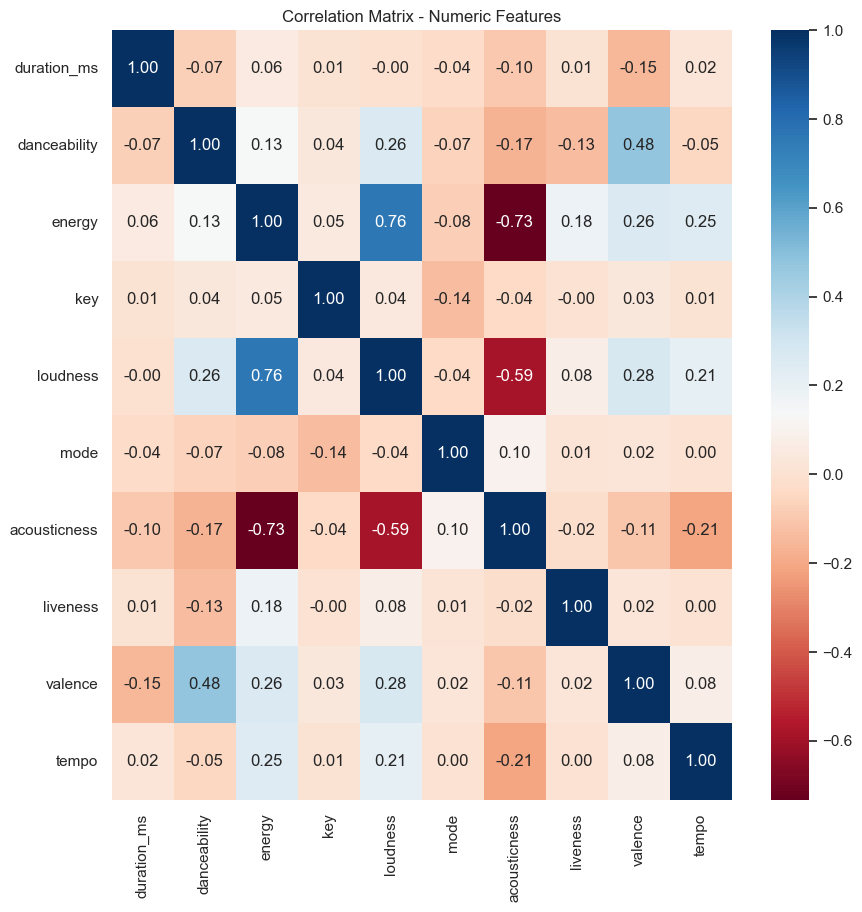 Correlation Matrix - Numeric Features
duration_ms 1.00 -0.07 0.06 0.01 -0.00 -0.04 -0.10 0.01 -0.15 0.02
danceability -0.07 1.00 0.13 0.04 0.26 -0.07 -0.17 -0.13 0.48 -0.05
energy 0.06 0.13 1.00 0.05 0.76 -0.08 -0.73 0.18 0.26 0.25
key 0.01 0.04 0.05 1.00 0.04 -0.14 -0.04 -0.00 0.03 0.01
loudness -0.00 0.26 0.76 0.04 1.00 -0.04 -0.59 0.08 0.28 0.21
mode -0.04 -0.07 -0.08 -0.14 -0.04 1.00 0.10 0.01 0.02 0.00
acousticness -0.10 -0.17 -0.73 -0.04 -0.59 0.10 1.00 -0.02 -0.11 -0.21
liveness 0.01 -0.13 0.18 -0.00 0.08 0.01 -0.02 1.00 0.02 0.00
valence -0.15 0.48 0.26 0.03 0.28 0.02 -0.11 0.02 1.00 0.08
tempo 0.02 -0.05 0.25 0.01 0.21 0.00 -0.21 0.00 0.08 1.00
duration_ms danceability energy key loudness mode acousticness liveness valence tempo
1.0
0.8
0.6
0.4
0.2
0.0
−0.2
−0.4
−0.6